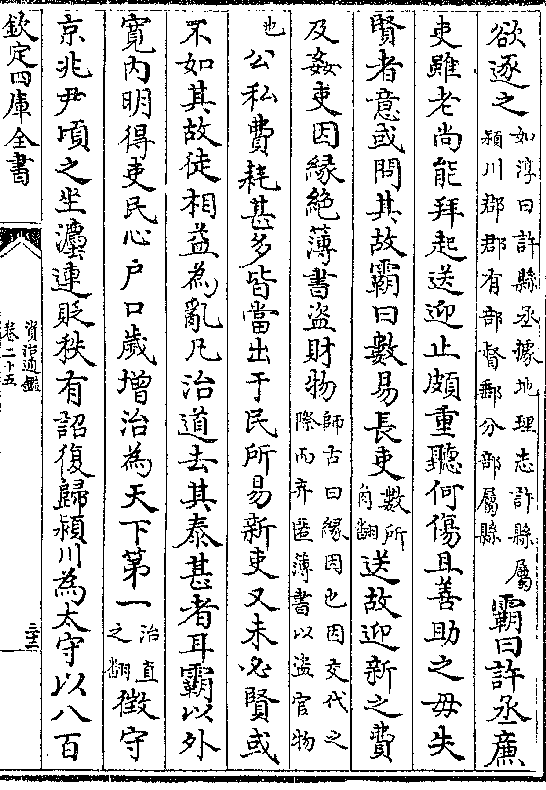 欲逐之如淳曰許縣丞據地理志許縣屬潁川郡郡有部督郵分部屬縣霸曰許丞廉
吏雖老尚能拜起送迎止頗重聽何傷且善助之毋失
賢者意或問其故霸曰數易長吏數所角翻送故迎新之費
及姦吏因緣絶薄書盜財物師古曰緣因也因交代之際而弃匿薄書以盜官物
也公私費耗甚多皆當出于民所易新吏又未必賢或
不如其故徒相益為亂凡治道去其泰甚者耳霸以外
寛内明得吏民心户口歲增治為天下第一治直之翻徵守
京兆尹頃之坐灋連貶秩有詔復歸潁川為太守以八百
欽定四庫全書
資治通鑑
卷二十五